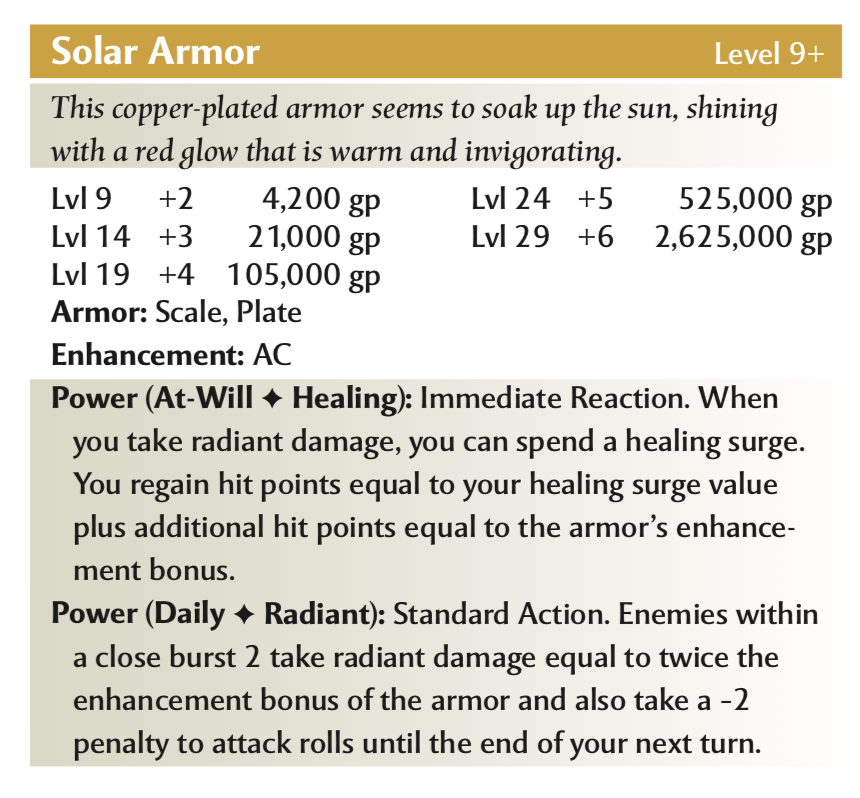 Solar Armor Level 9+
This copper-plated armor seems to soak up the sun, shining
with a red glow that is warm and invigorating.
Lvl 9 +2 4,200 gp Lvl 24 +5 525,000 gp
Lvl 14 +3 21,000 gp Lvl 29 +6 2,625,000 gp
Lvl 19 +4 105,000 gp
Armor: Scale, Plate
Enhancement: AC
Power (At-Will ✦ Healing): Immediate Reaction. When
you take radiant damage, you can spend a healing surge.
You regain hit points equal to your healing surge value
plus additional hit points equal to the armor’s enhance-
ment bonus.
Power (Daily ✦ Radiant): Standard Action. Enemies within
a close burst 2 take radiant damage equal to twice the
enhancement bonus of the armor and also take a -2
penalty to attack rolls until the end of your next turn.